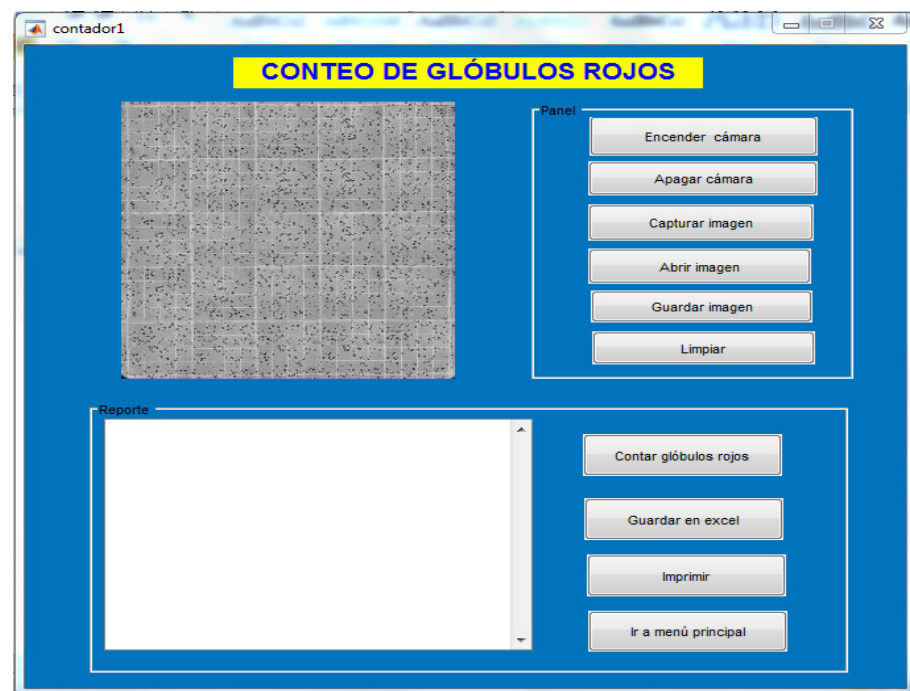 contador1
CONTEO DE GLÓBULOS ROJOS
Panel
Encender cámara
Apagar cámara
Capturar imagen
Abrir imagen
Guardar imagen
Limpiar
Reporte
Contar glóbulos rojos
Guardar en excel
Imprimir
Ir a menú principal